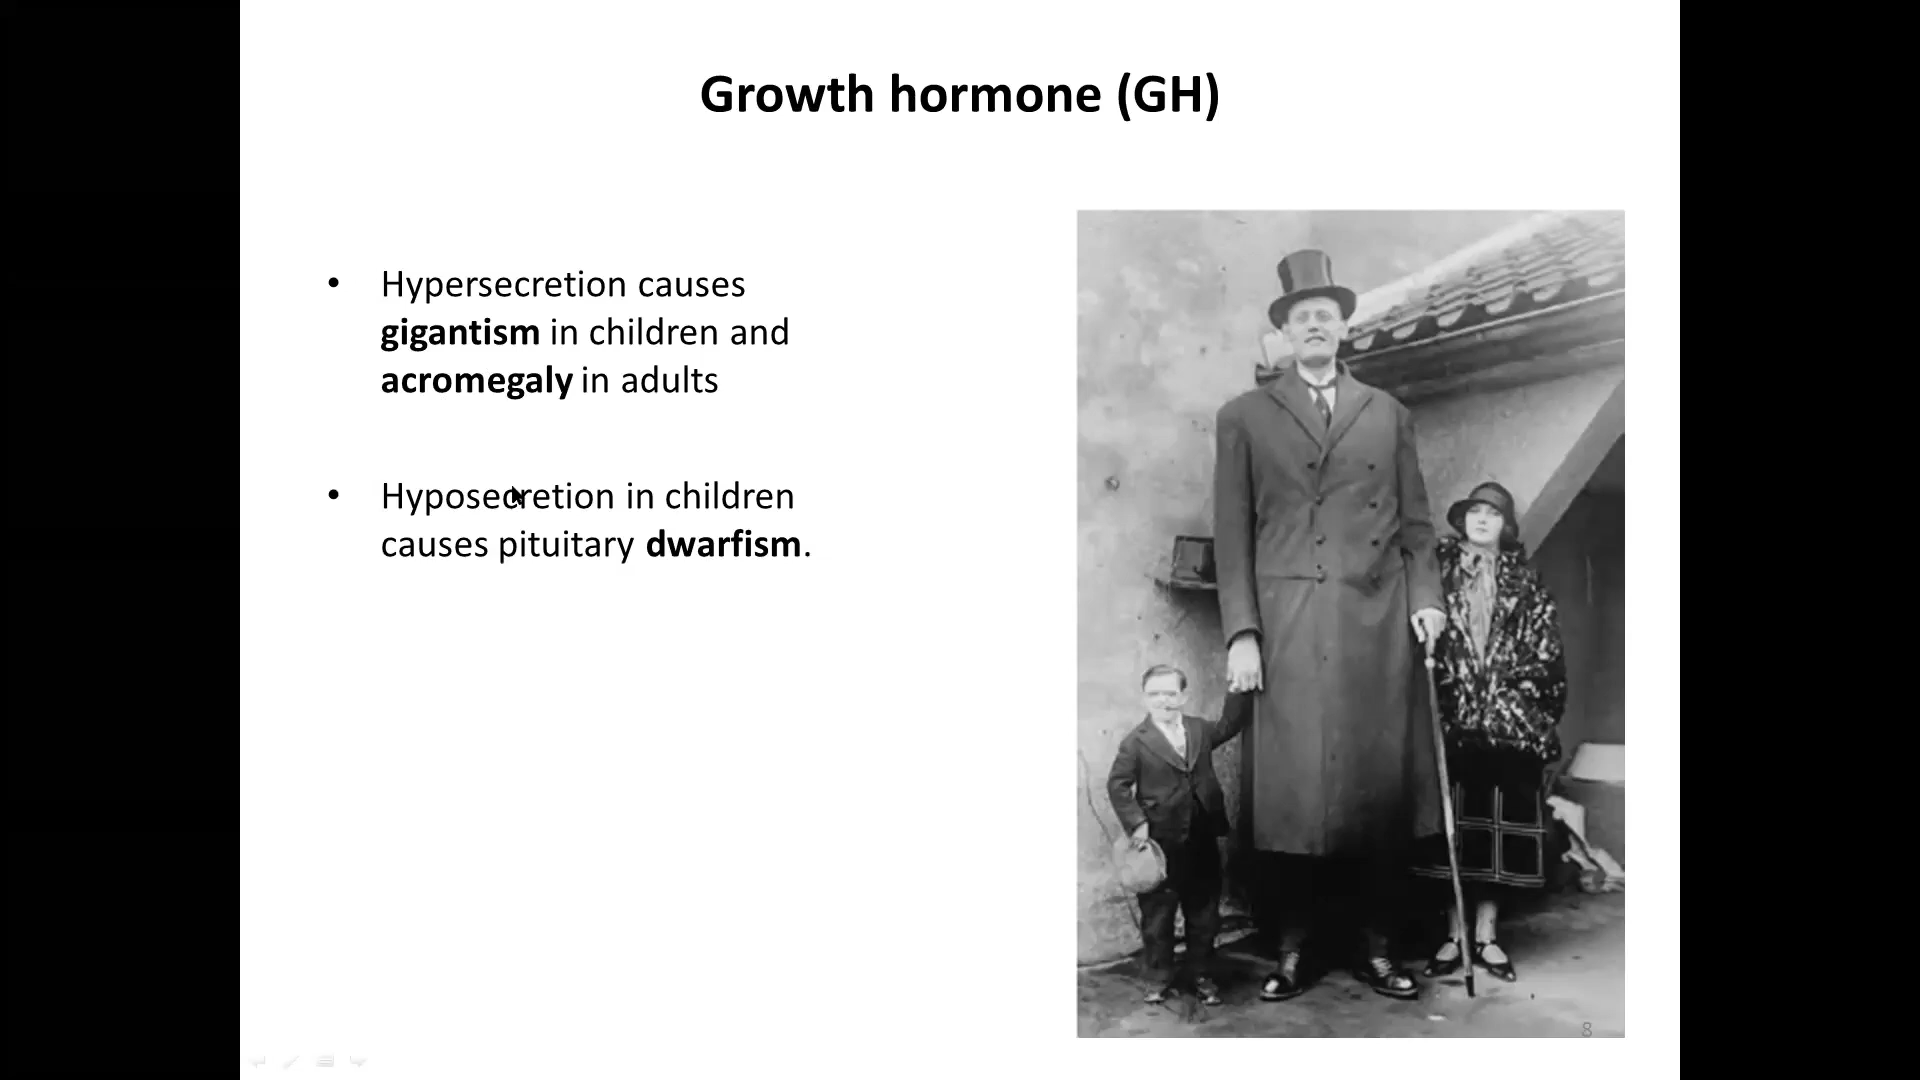 Growth hormone (GH)
• Hypersecretion causes
gigantism in children and
acromegaly in adults
• Hyposecretion in children
causes pituitary dwarfism.
8